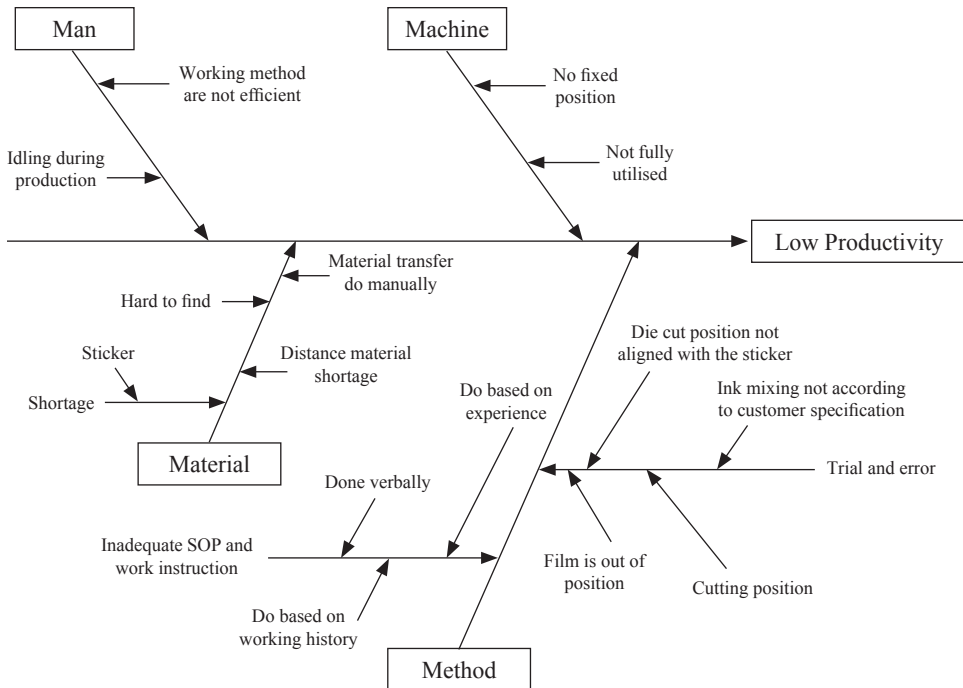 Man
Machine
Working method
are not efficient
No fixed
position
Idling during
production
Not fully
utilised
Low Productivity
Material transfer
do manually
Hard to find
Sticker
Distance material
shortage
Shortage
Material
Die cut position not
aligned with the sticker
Do based on
experience
Ink mixing not according
to customer specification
Trial and error
Done verbally
Inadequate SOP and
work instruction
Film is out of
position
Cutting position
Do based on
working history
Method